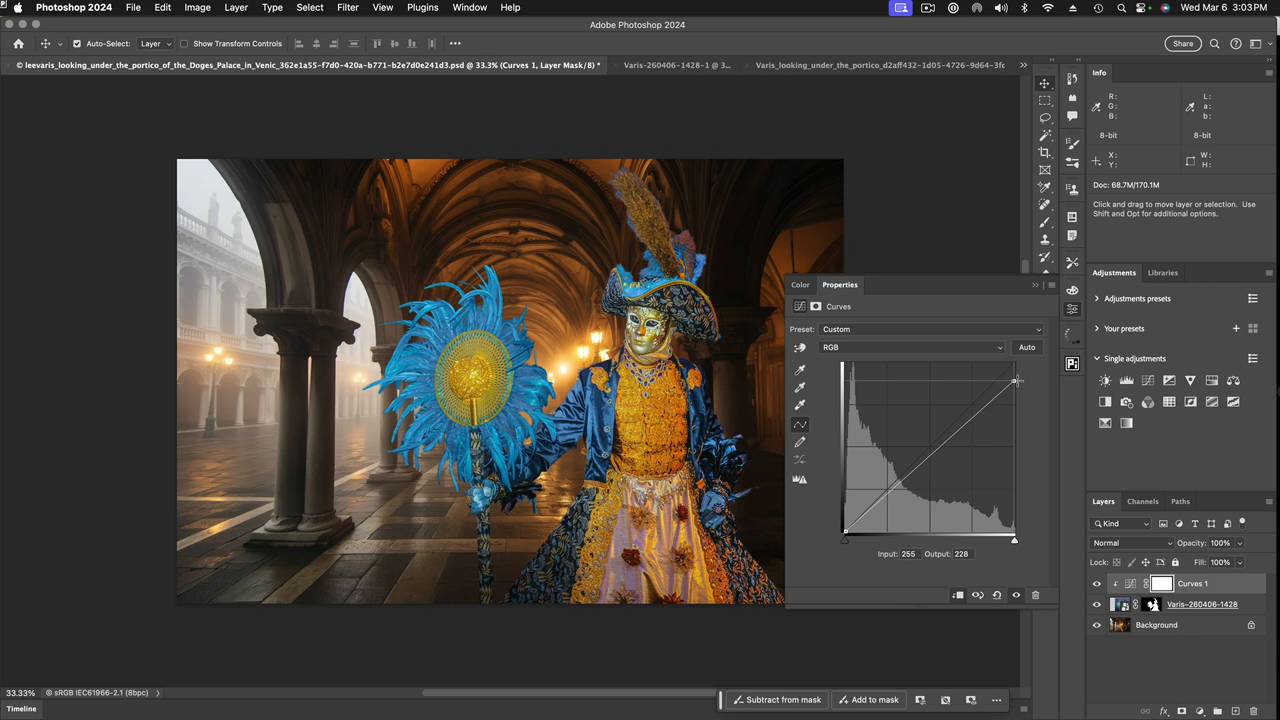 Photoshop 2024 File Edit Image Layer Type Select Filter View Plugins Window Help Wed Mar 6 3:03 PM
Adobe Photoshop 2024
Auto-Select: Layer Show Transform Controls Share
© leevaris_looking_under_the_portico_of_the_Doges_Palace_in_Venic_362e1a55-f7d0-420a-b771-b2e7d0e241d3.psd @ 33.3% (Curves 1, Layer Mask/8) * Varis-260406-1428-1 @ 3... Varis_looking_under_the_portico_d2aff432-1d05-4726-9d64-3fc
Info
R: L:
G: a:
B: b:
8-bit 8-bit
X: W:
Y: H:
Doc: 68.7M/170.1M
Click and drag to move layer or selection. Use
Shift and Opt for additional options.
Adjustments Libraries
Adjustments presets
Your presets
Single adjustments
Color Properties
Curves
Preset: Custom
RGB Auto
Input: 255 Output: 228
Layers Channels Paths
Kind
Normal Opacity: 100%
Lock: Fill: 100%
Curves 1
Varis-260406-1428
Background
33.33% © sRGB IEC61966-2.1 (8bpc)
Subtract from mask Add to mask
Timeline